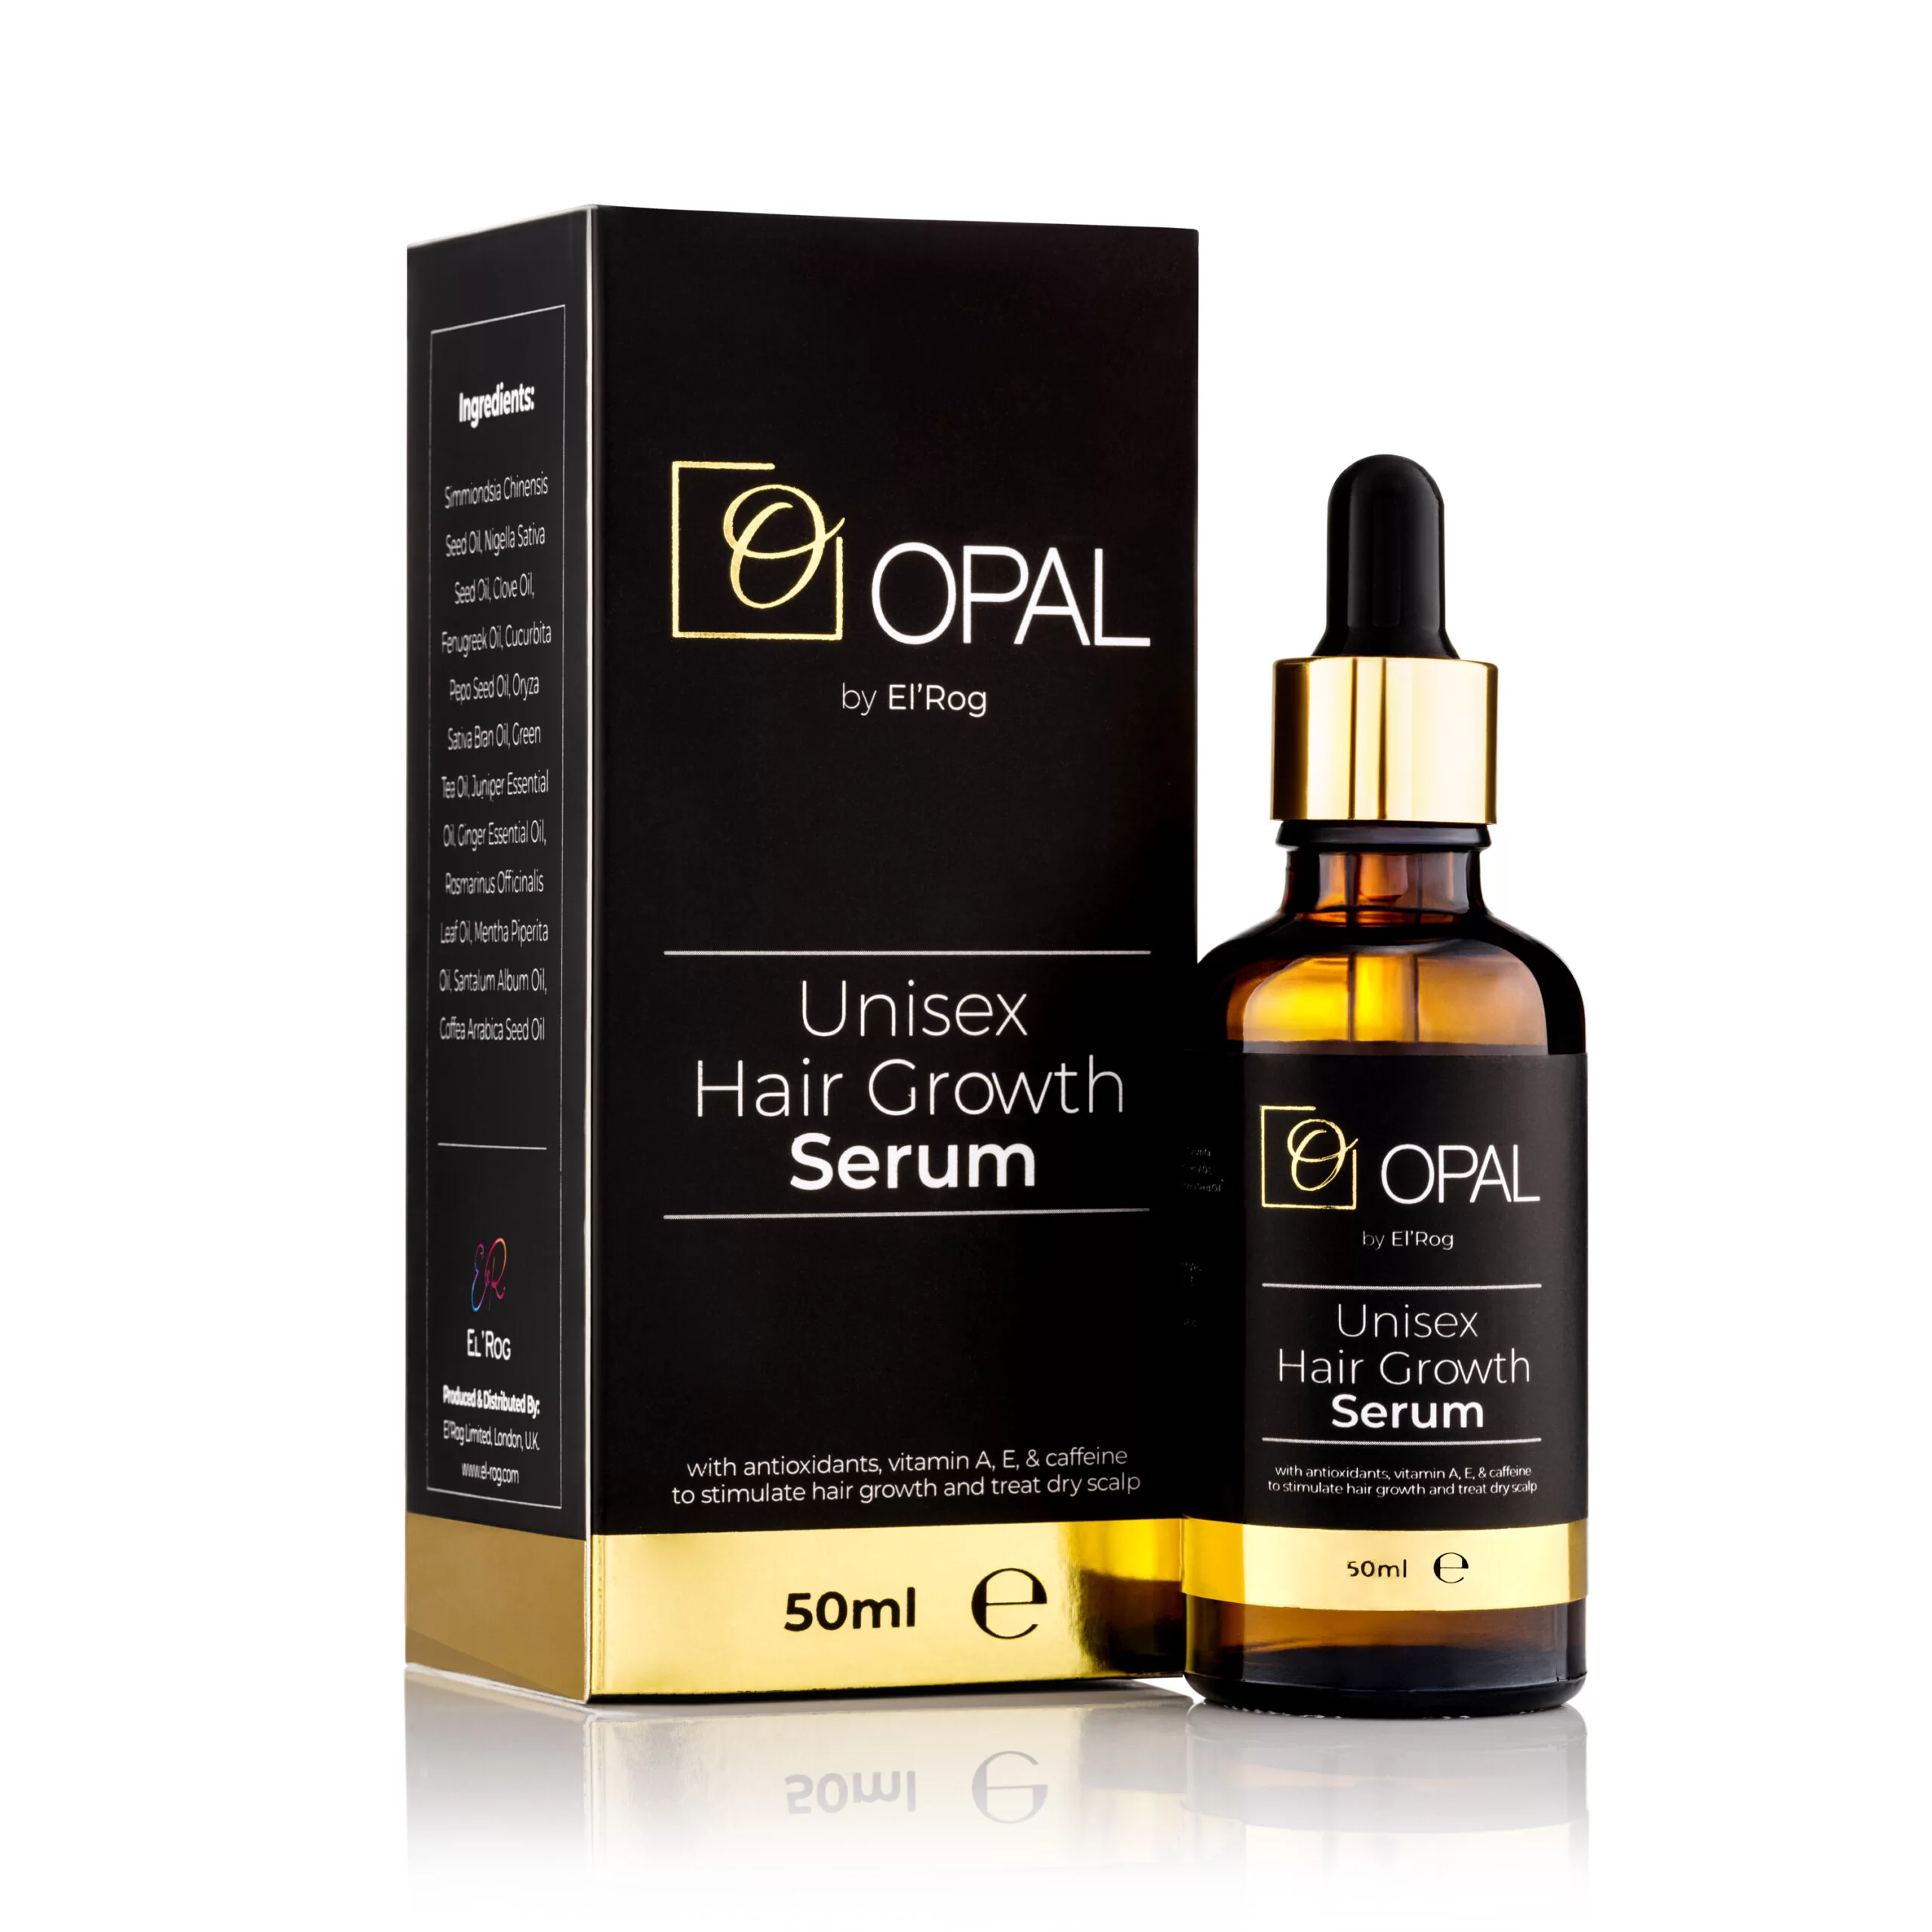 Ingredients:
Simmiondsia Chinensis
Seed Oil, Nigella Sativa
Seed Oil, Clove Oil,
Fenugreek Oil, Cucurbita
Pepo Seed Oil, Oryza
Sativa Bran Oil, Green
Tea Oil, Juniper Essential
Oil, Ginger Essential Oil,
Rosmarinus Officinalis
Leaf Oil, Mentha Piperita
Oil, Santalum Album Oil,
Coffea Arrabica Seed Oil
EL'ROG
Produced & Distributed By:
El'Rog Limited, London, U.K.
www.el-rog.com
O OPAL
by El'Rog
Unisex
Hair Growth
Serum
with antioxidants, vitamin A, E, & caffeine
to stimulate hair growth and treat dry scalp
50ml e
O OPAL
by El'Rog
Unisex
Hair Growth
Serum
with antioxidants, vitamin A, E, & caffeine
to stimulate hair growth and treat dry scalp
50ml e